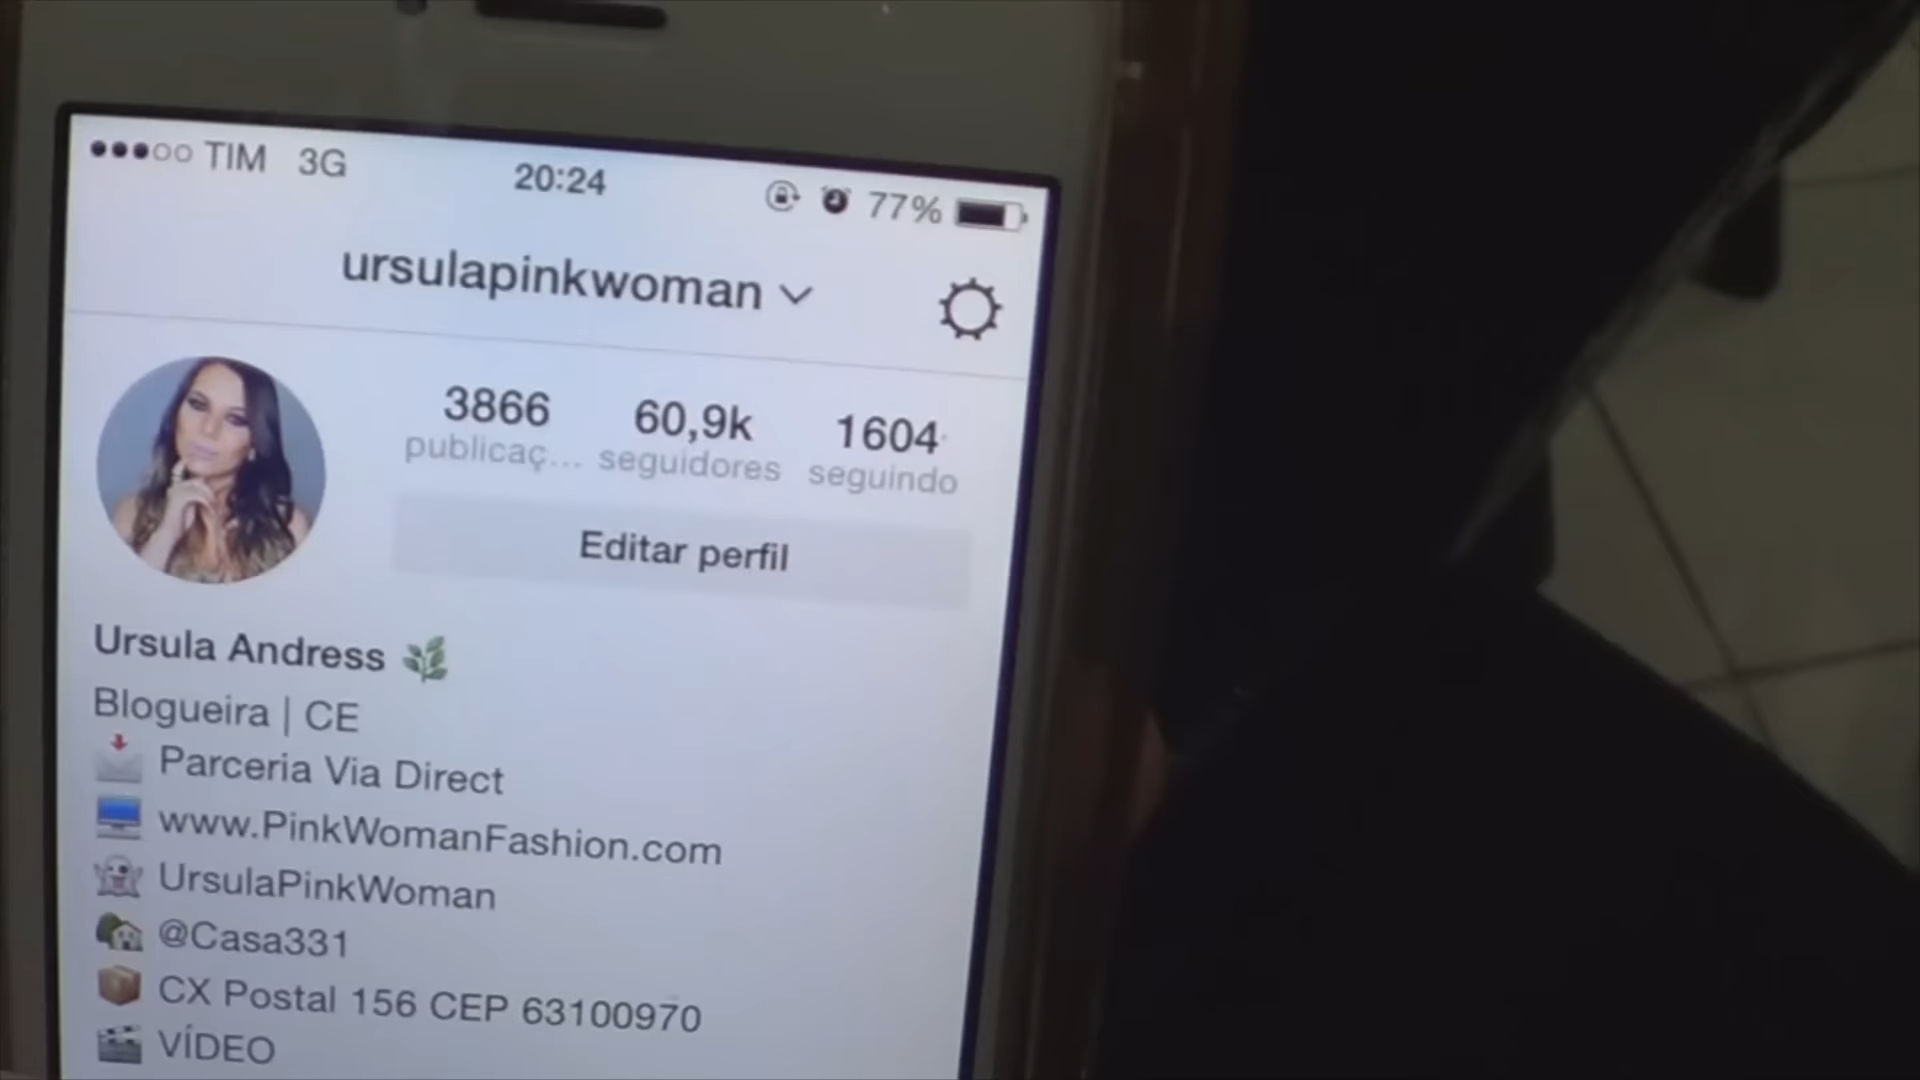 TIM 3G 20:24 77%
ursulapinkwoman
3866 60,9k 1604
publicaç... seguidores seguindo
Editar perfil
Ursula Andress
Blogueira | CE
Parceria Via Direct
www.PinkWomanFashion.com
UrsulaPinkWoman
@Casa331
CX Postal 156 CEP 63100970
VÍDEO